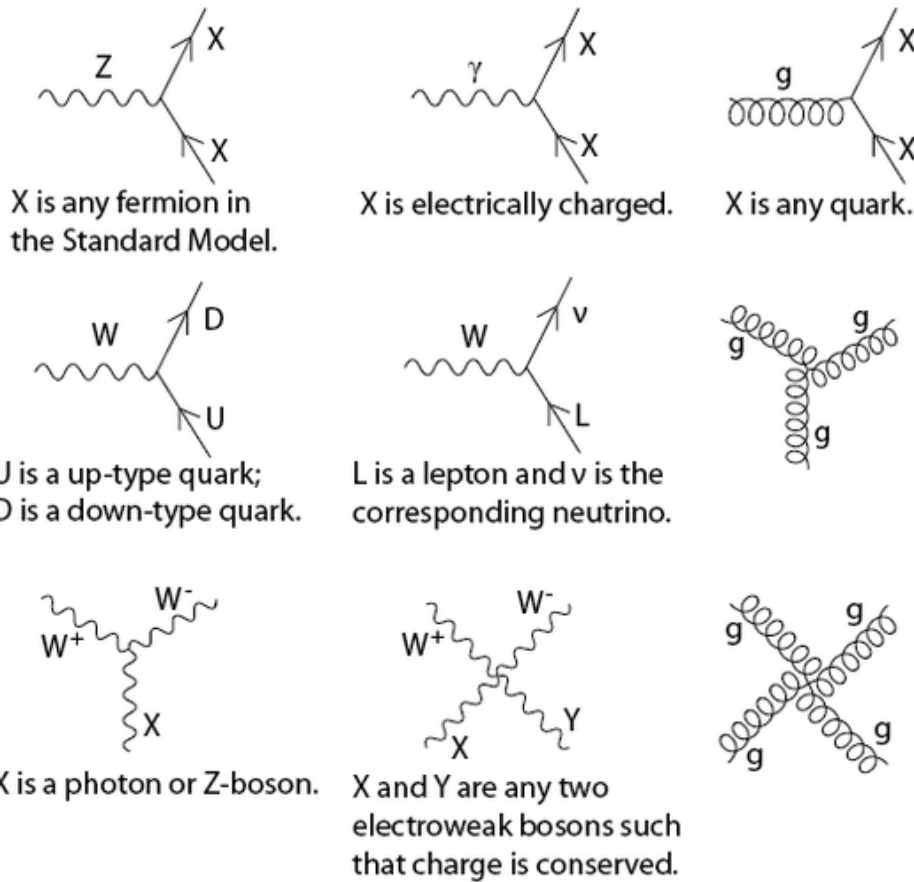 Z
X
X
X is any fermion in
the Standard Model.
γ
X
X
X is electrically charged.
g
X
X
X is any quark.
W
D
U
U is a up-type quark;
D is a down-type quark.
W
ν
L
L is a lepton and ν is the
corresponding neutrino.
g
g
g
W+
W-
X
X is a photon or Z-boson.
W+
W-
X
Y
X and Y are any two
electroweak bosons such
that charge is conserved.
g
g
g
g